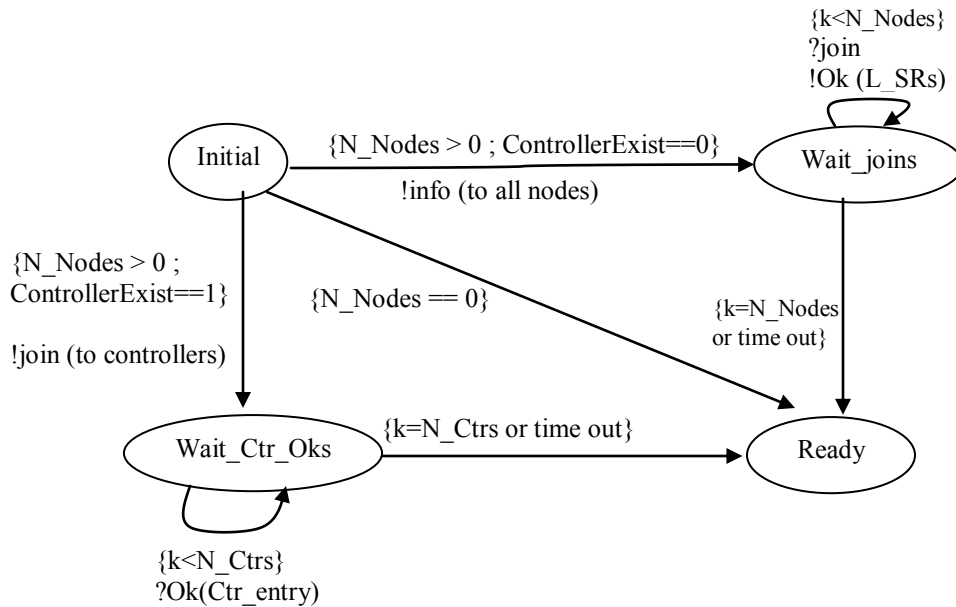 {k<N_Nodes}
?join
!Ok (L_SRs)
Initial
{N_Nodes > 0 ; ControllerExist==0}
Wait_joins
!info (to all nodes)
{N_Nodes > 0 ;
ControllerExist==1}
{N_Nodes == 0}
{k=N_Nodes
or time out}
!join (to controllers)
Wait_Ctr_Oks
{k=N_Ctrs or time out}
Ready
{k<N_Ctrs}
?Ok(Ctr_entry)